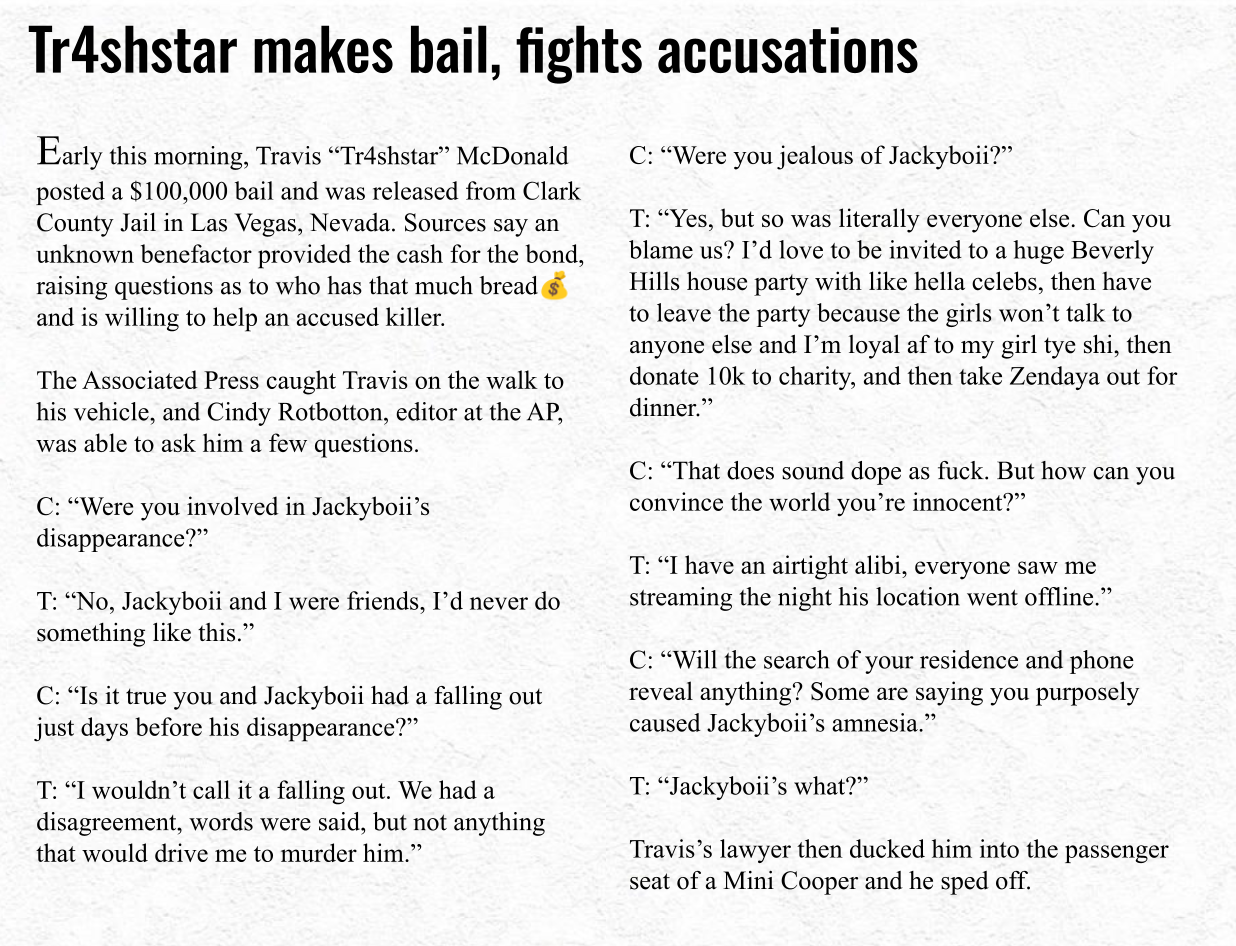 Tr4shstar makes bail, fights accusations
Early this morning, Travis “Tr4shstar” McDonald
posted a $100,000 bail and was released from Clark
County Jail in Las Vegas, Nevada. Sources say an
unknown benefactor provided the cash for the bond,
raising questions as to who has that much bread💰
and is willing to help an accused killer.
The Associated Press caught Travis on the walk to
his vehicle, and Cindy Rotbotton, editor at the AP,
was able to ask him a few questions.
C: “Were you involved in Jackyboii’s
disappearance?”
T: “No, Jackyboii and I were friends, I’d never do
something like this.”
C: “Is it true you and Jackyboii had a falling out
just days before his disappearance?”
T: “I wouldn’t call it a falling out. We had a
disagreement, words were said, but not anything
that would drive me to murder him.”
C: “Were you jealous of Jackyboii?”
T: “Yes, but so was literally everyone else. Can you
blame us? I’d love to be invited to a huge Beverly
Hills house party with like hella celebs, then have
to leave the party because the girls won’t talk to
anyone else and I’m loyal af to my girl tye shi, then
donate 10k to charity, and then take Zendaya out for
dinner.”
C: “That does sound dope as fuck. But how can you
convince the world you’re innocent?”
T: “I have an airtight alibi, everyone saw me
streaming the night his location went offline.”
C: “Will the search of your residence and phone
reveal anything? Some are saying you purposely
caused Jackyboii’s amnesia.”
T: “Jackyboii’s what?”
Travis’s lawyer then ducked him into the passenger
seat of a Mini Cooper and he sped off.